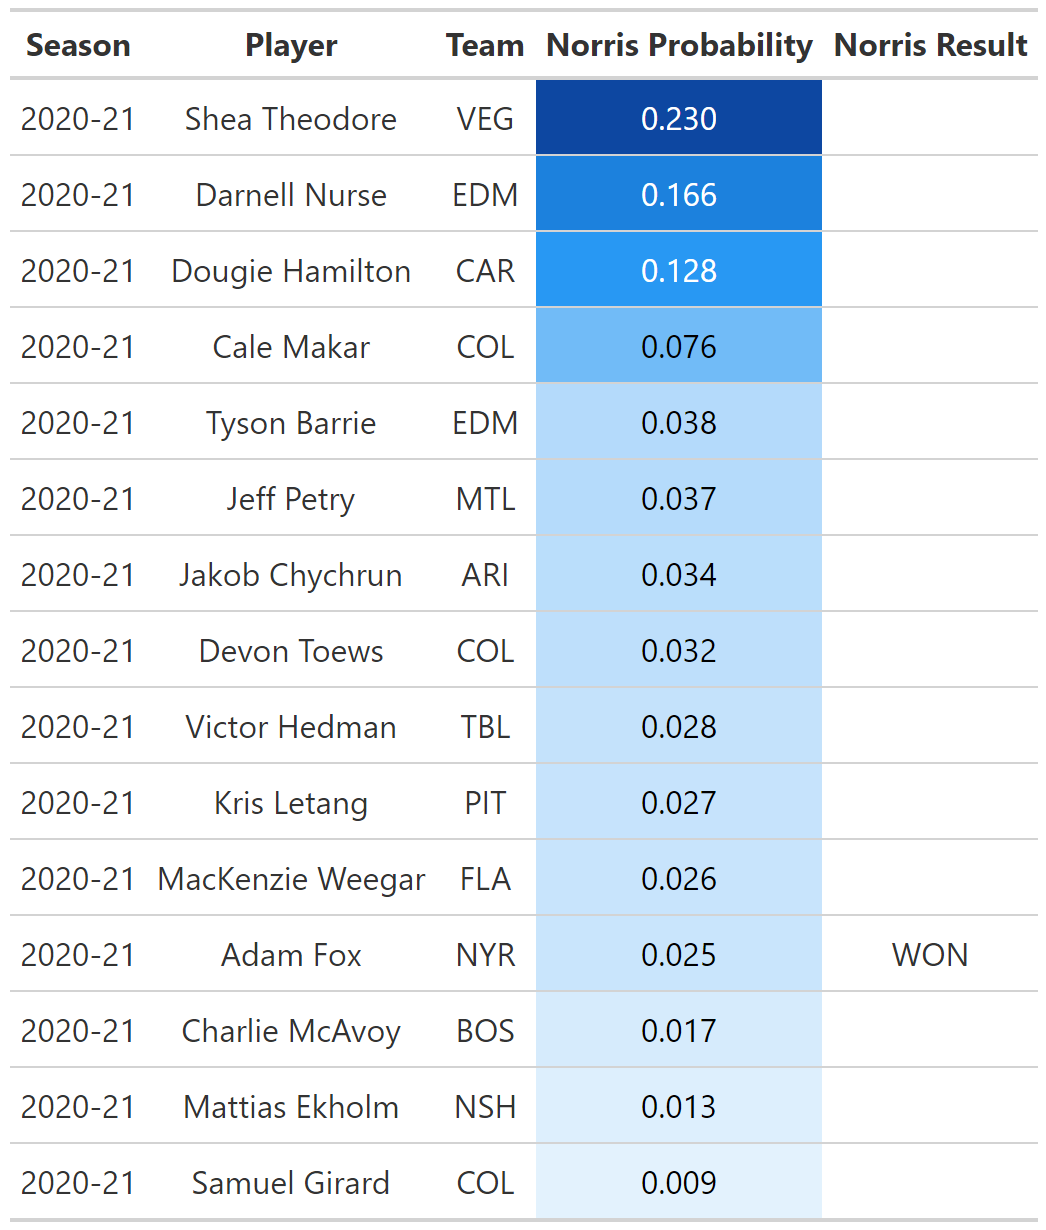 Season Player Team Norris Probability Norris Result
2020-21 Shea Theodore VEG 0.230
2020-21 Darnell Nurse EDM 0.166
2020-21 Dougie Hamilton CAR 0.128
2020-21 Cale Makar COL 0.076
2020-21 Tyson Barrie EDM 0.038
2020-21 Jeff Petry MTL 0.037
2020-21 Jakob Chychrun ARI 0.034
2020-21 Devon Toews COL 0.032
2020-21 Victor Hedman TBL 0.028
2020-21 Kris Letang PIT 0.027
2020-21 MacKenzie Weegar FLA 0.026
2020-21 Adam Fox NYR 0.025 WON
2020-21 Charlie McAvoy BOS 0.017
2020-21 Mattias Ekholm NSH 0.013
2020-21 Samuel Girard COL 0.009